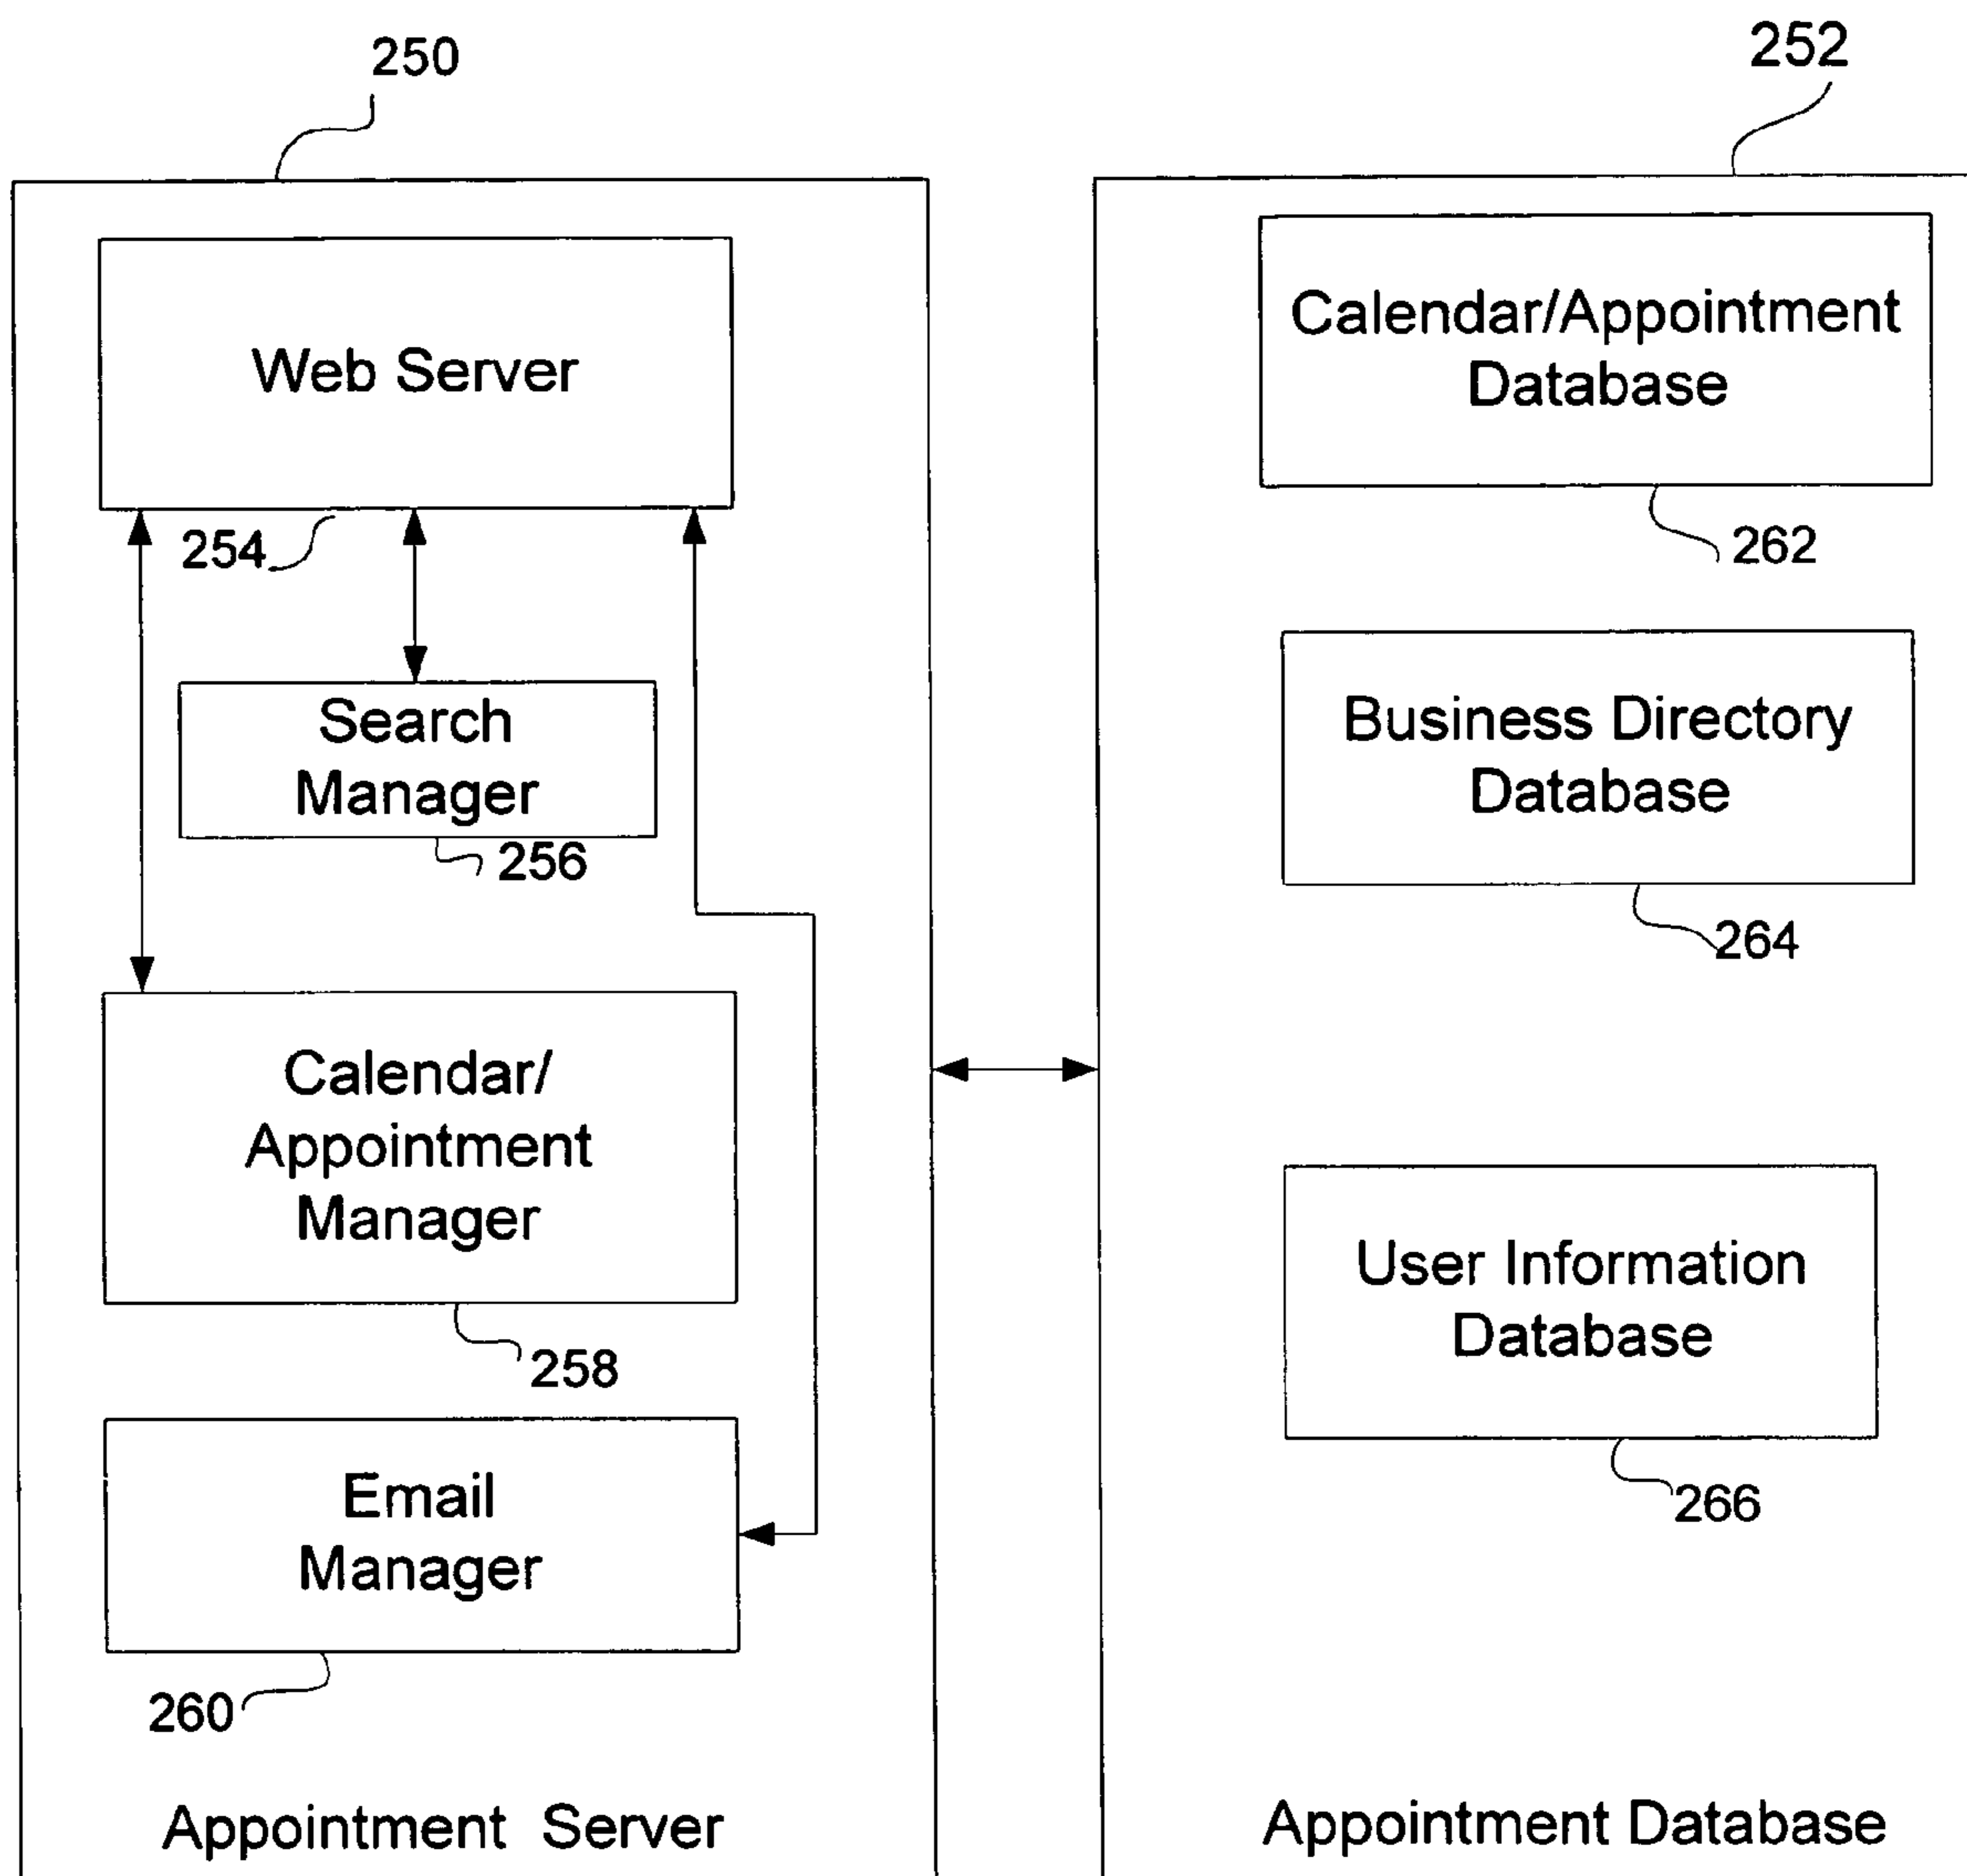 250
252
Web Server
254
Search
Manager
256
Calendar/
Appointment
Manager
258
Email
Manager
260
Appointment Server
Calendar/Appointment
Database
262
Business Directory
Database
264
User Information
Database
266
Appointment Database